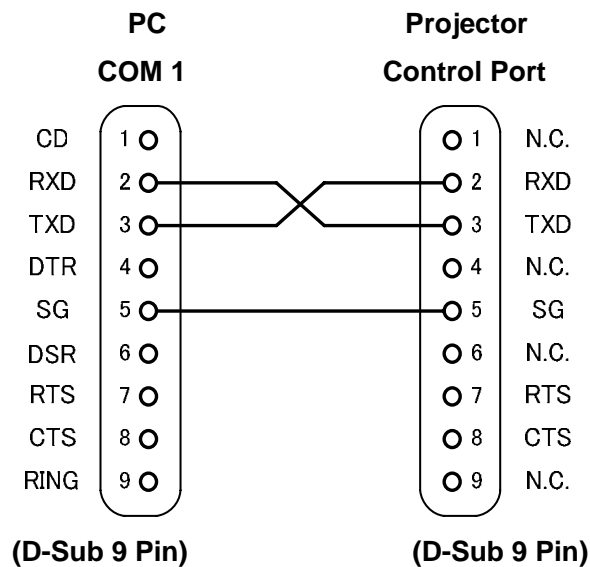 PC Projector
COM 1 Control Port
CD 1 1 N.C.
RXD 2 2 RXD
TXD 3 3 TXD
DTR 4 4 N.C.
SG 5 5 SG
DSR 6 6 N.C.
RTS 7 7 RTS
CTS 8 8 CTS
RING 9 9 N.C.
(D-Sub 9 Pin) (D-Sub 9 Pin)